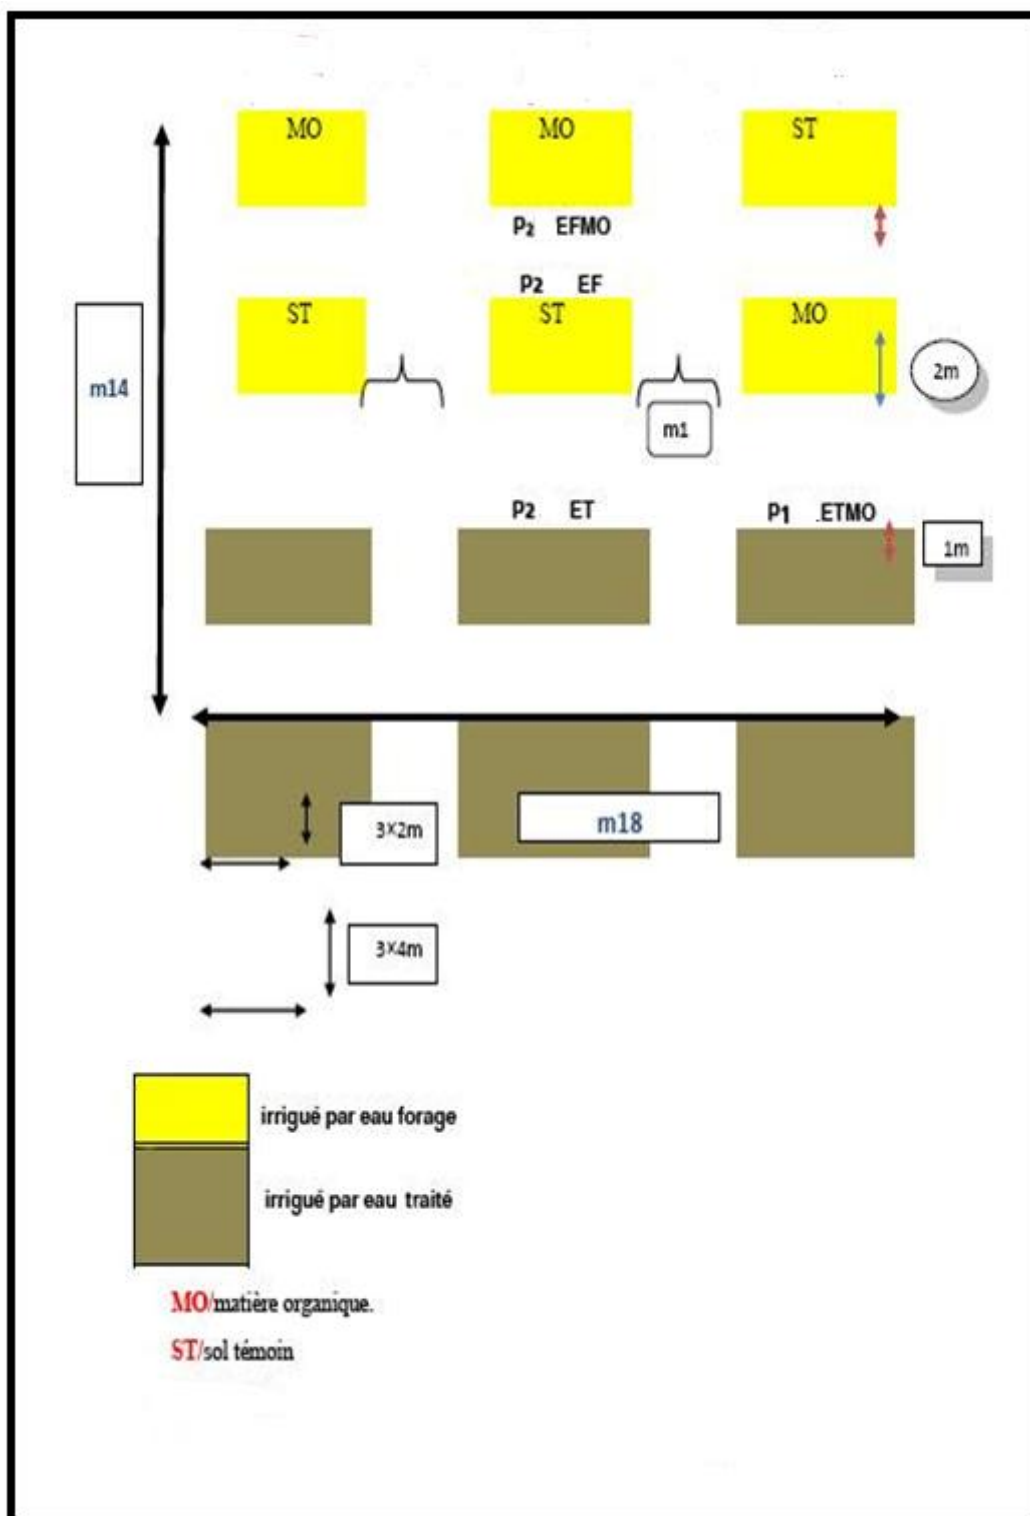 MO MO ST
P2 EFMO
P2 EF
ST ST MO
m14
2m
m1
P2 ET P1 .ETMO
1m
3×2m
m18
3×4m
irrigué par eau forage
irrigué par eau traité
MO/matière organique.
ST/sol témoin